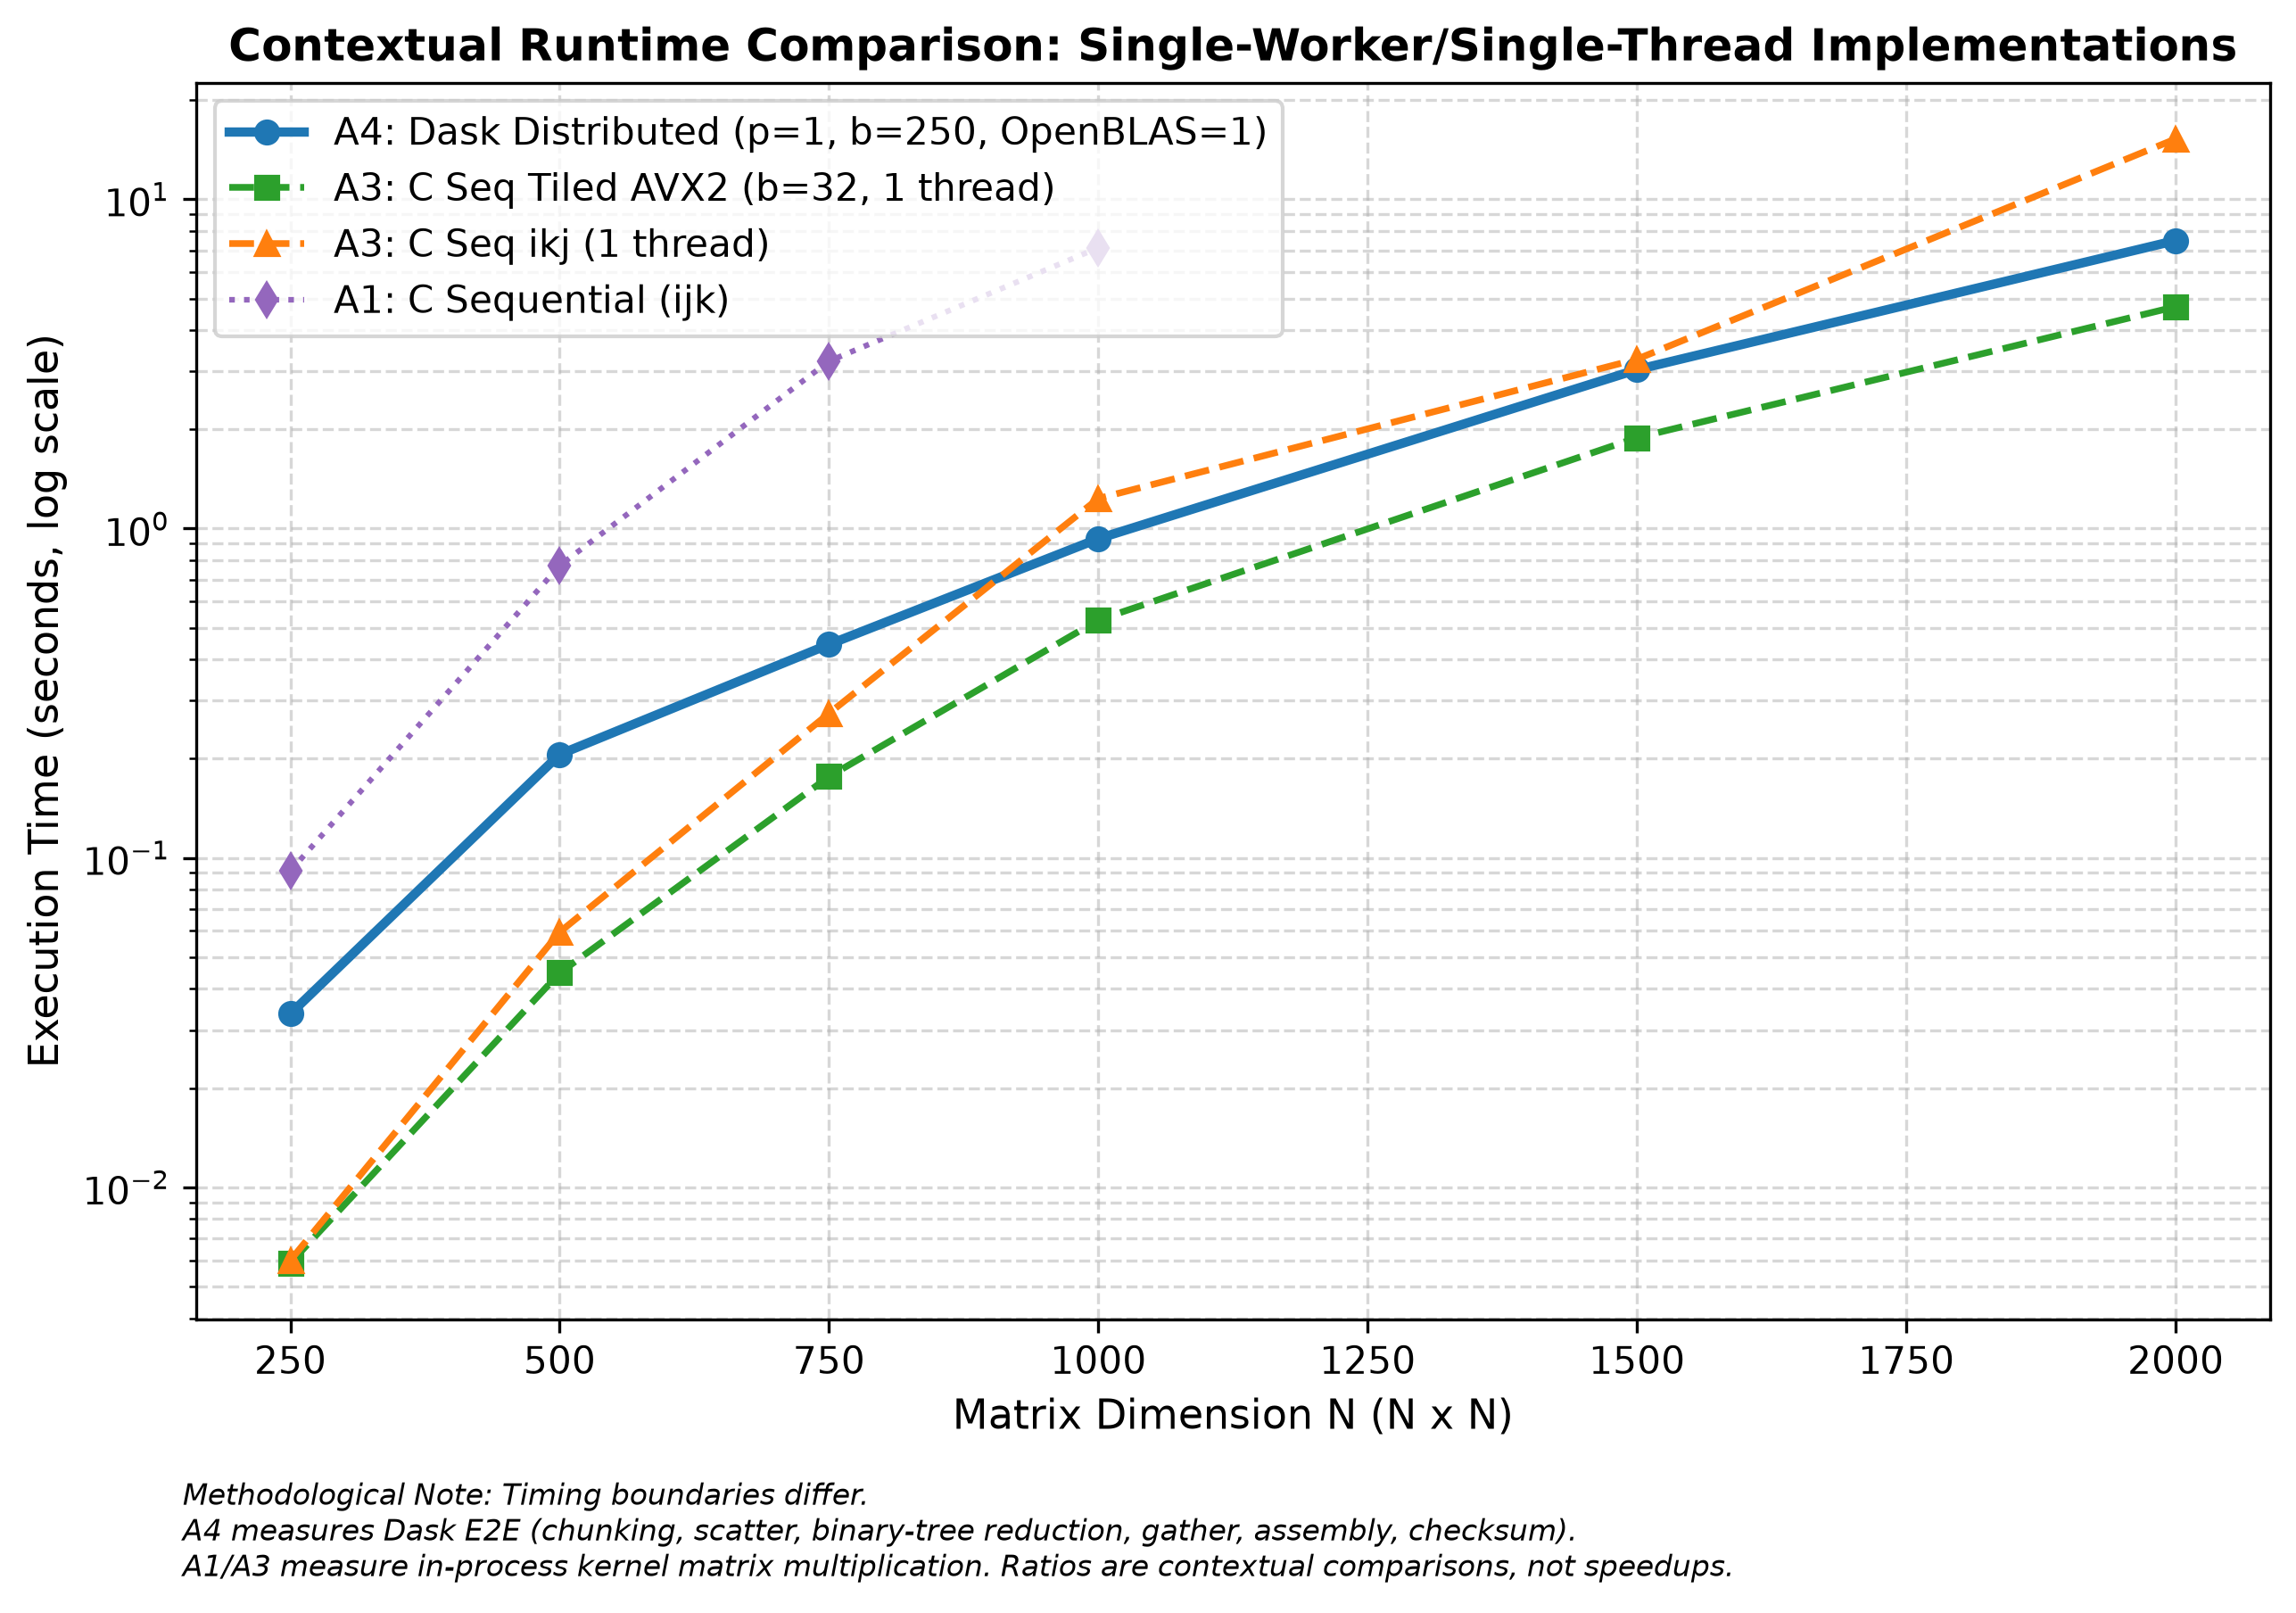 Contextual Runtime Comparison: Single-Worker/Single-Thread Implementations
A4: Dask Distributed (p=1, b=250, OpenBLAS=1)
A3: C Seq Tiled AVX2 (b=32, 1 thread)
A3: C Seq ikj (1 thread)
A1: C Sequential (ijk)
Execution Time (seconds, log scale)
10¹
10⁰
10⁻¹
10⁻²
250 500 750 1000 1250 1500 1750 2000
Matrix Dimension N (N x N)
Methodological Note: Timing boundaries differ.
A4 measures Dask E2E (chunking, scatter, binary-tree reduction, gather, assembly, checksum).
A1/A3 measure in-process kernel matrix multiplication. Ratios are contextual comparisons, not speedups.